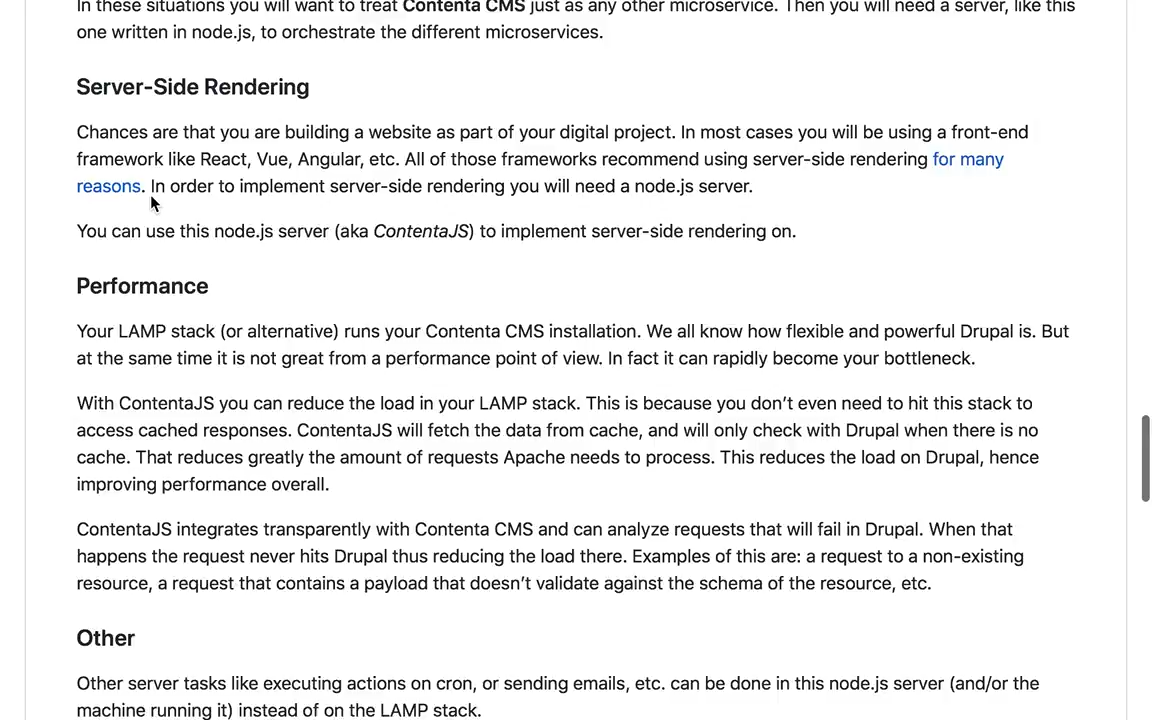 In these situations you will want to treat Contenta CMS just as any other microservice. Then you will need a server, like this
one written in node.js, to orchestrate the different microservices.
Server-Side Rendering
Chances are that you are building a website as part of your digital project. In most cases you will be using a front-end
framework like React, Vue, Angular, etc. All of those frameworks recommend using server-side rendering for many
reasons. In order to implement server-side rendering you will need a node.js server.
You can use this node.js server (aka ContentaJS) to implement server-side rendering on.
Performance
Your LAMP stack (or alternative) runs your Contenta CMS installation. We all know how flexible and powerful Drupal is. But
at the same time it is not great from a performance point of view. In fact it can rapidly become your bottleneck.
With ContentaJS you can reduce the load in your LAMP stack. This is because you don’t even need to hit this stack to
access cached responses. ContentaJS will fetch the data from cache, and will only check with Drupal when there is no
cache. That reduces greatly the amount of requests Apache needs to process. This reduces the load on Drupal, hence
improving performance overall.
ContentaJS integrates transparently with Contenta CMS and can analyze requests that will fail in Drupal. When that
happens the request never hits Drupal thus reducing the load there. Examples of this are: a request to a non-existing
resource, a request that contains a payload that doesn’t validate against the schema of the resource, etc.
Other
Other server tasks like executing actions on cron, or sending emails, etc. can be done in this node.js server (and/or the
machine running it) instead of on the LAMP stack.